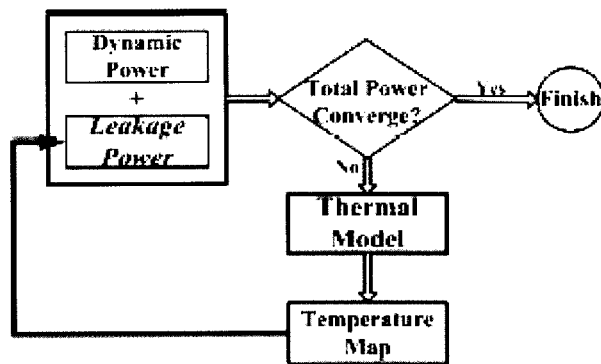 Dynamic
Power
+
Leakage
Power
Total Power
Converge?
Yes
Finish
No
Thermal
Model
Temperature
Map